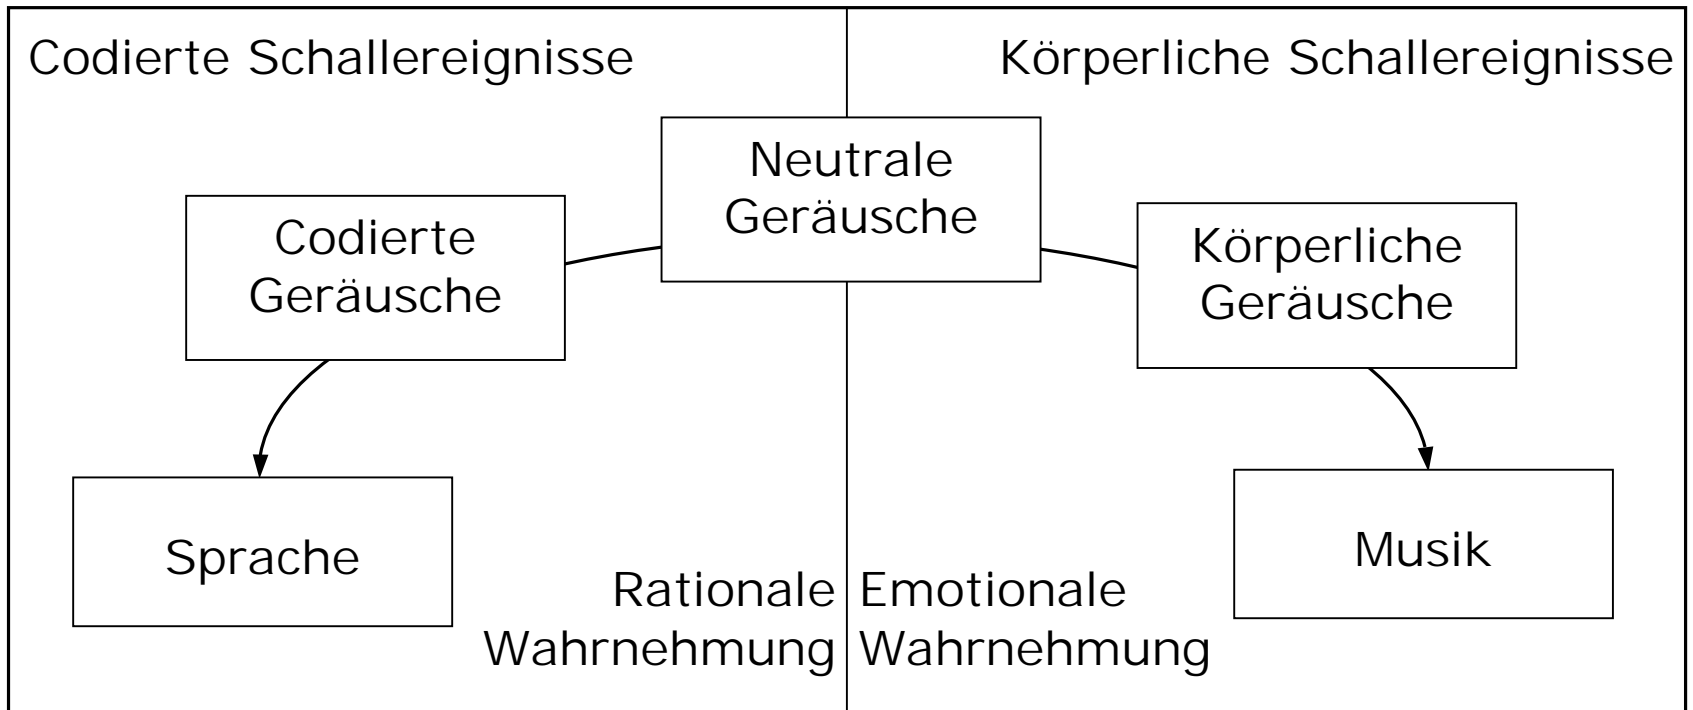 Codierte Schallereignisse
Körperliche Schallereignisse
Neutrale
Geräusche
Codierte
Geräusche
Körperliche
Geräusche
Sprache
Musik
Rationale
Wahrnehmung
Emotionale
Wahrnehmung